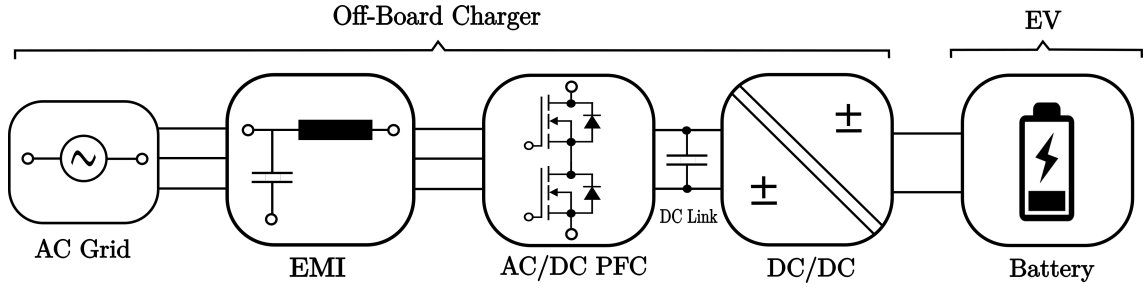 Off-Board Charger
EV
DC Link
AC Grid
EMI
AC/DC PFC
DC/DC
Battery